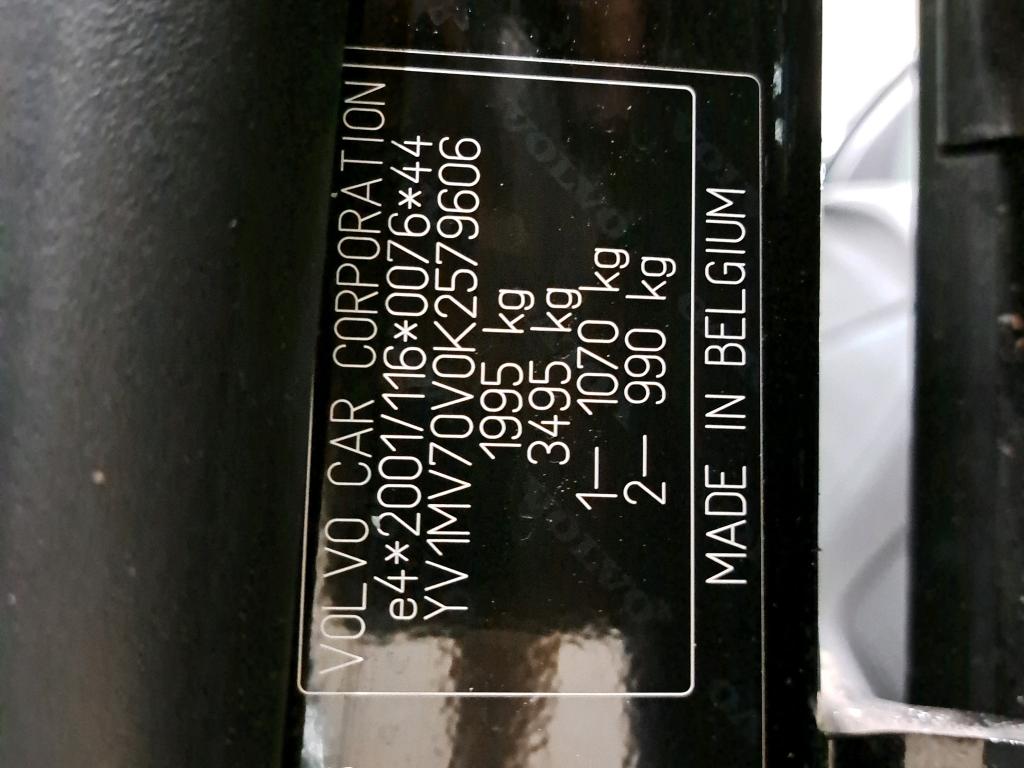 VOLVO CAR CORPORATION
e4*2001/116*0076*44
YV1MV70V0K2579606
1995 kg
3495 kg
1— 1070 kg
2— 990 kg
MADE IN BELGIUM